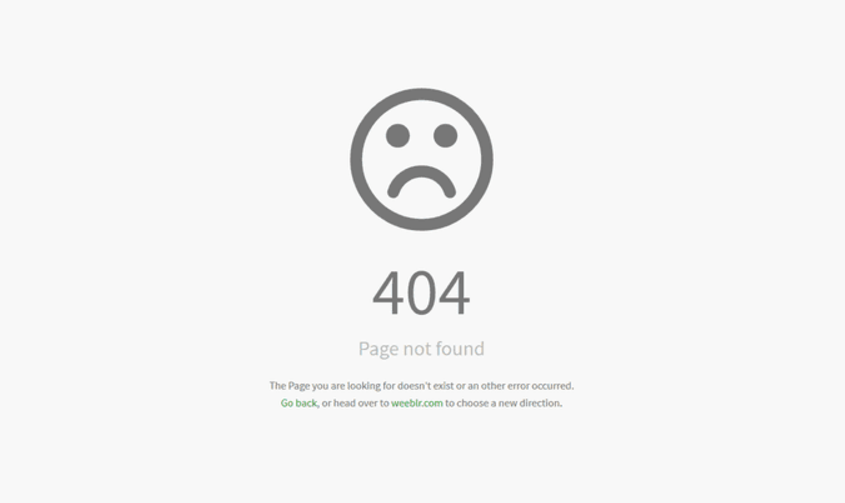 404
Page not found
The Page you are looking for doesn't exist or an other error occurred.
Go back, or head over to weeblr.com to choose a new direction.